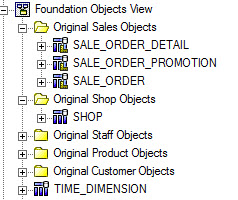 Foundation Objects View
Original Sales Objects
SALE_ORDER_DETAIL
SALE_ORDER_PROMOTION
SALE_ORDER
Original Shop Objects
SHOP
Original Staff Objects
Original Product Objects
Original Customer Objects
TIME_DIMENSION